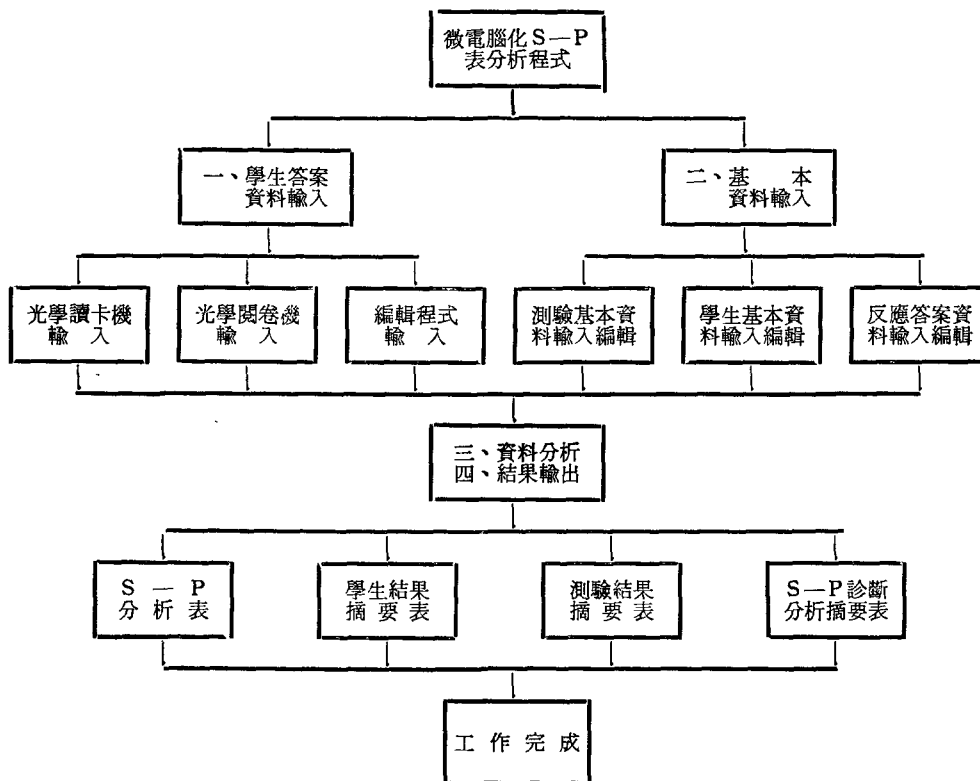 微電腦化S—P
表分析程式
一、學生答案
資料輸入
二、基 本
資料輸入
光學讀卡機
輸 入
光學閱卷機
輸 入
編輯程式
輸 入
測驗基本資
料輸入編輯
學生基本資
料輸入編輯
反應答案資
料輸入編輯
三、資料分析
四、結果輸出
S — P
分 析 表
學生結果
摘 要 表
測驗結果
摘 要 表
S—P診斷
分析摘要表
工 作 完 成